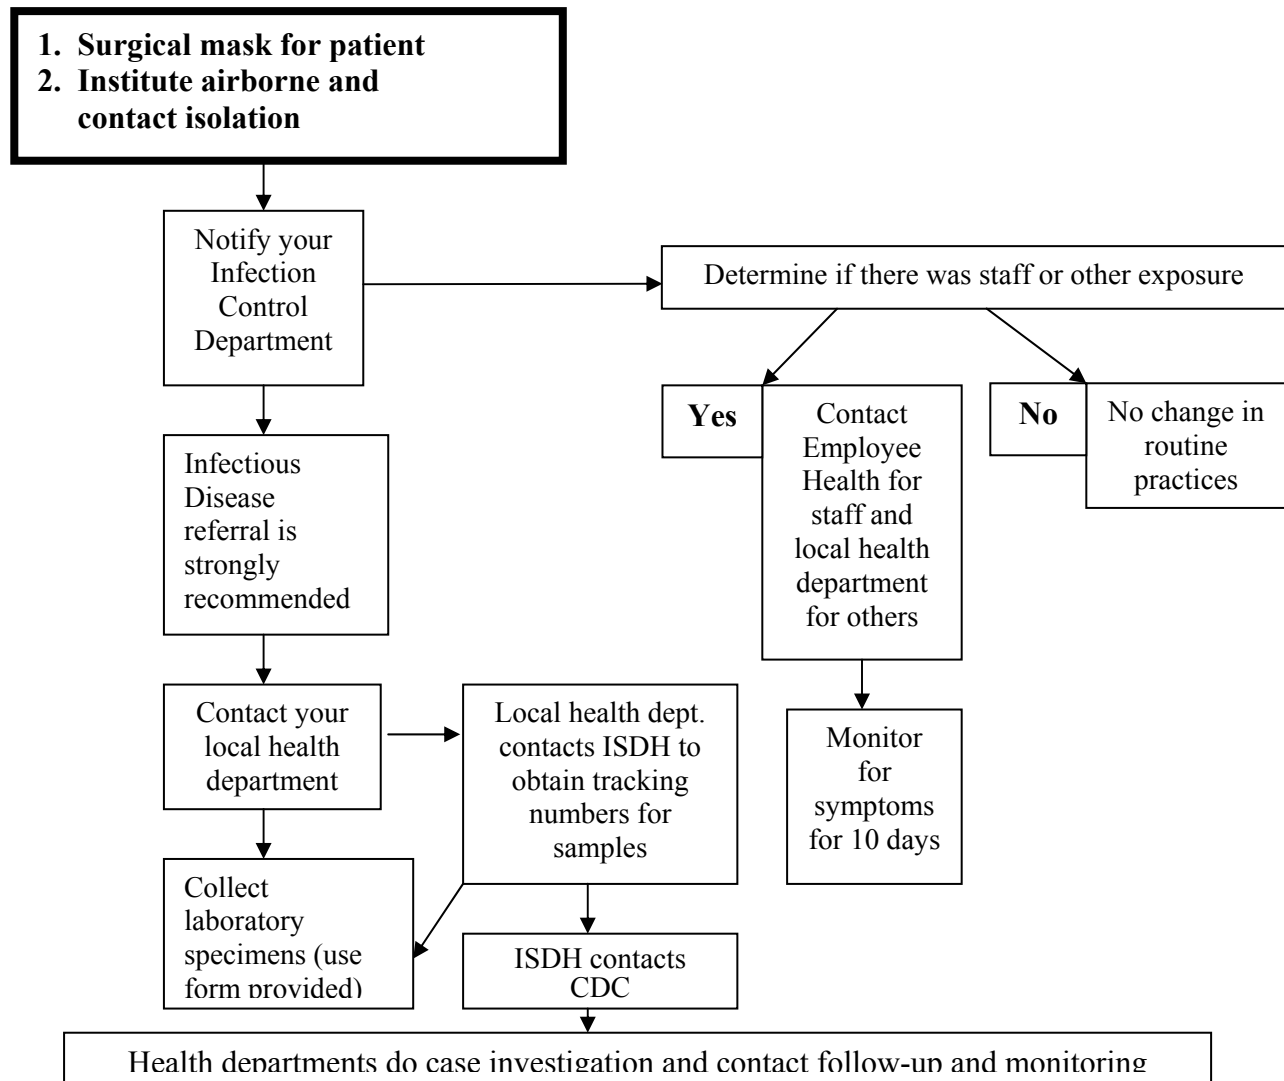 1. Surgical mask for patient
2. Institute airborne and
contact isolation
Notify your
Infection
Control
Department
Determine if there was staff or other exposure
Yes
Contact
Employee
Health for
staff and
local health
department
for others
No
No change in
routine
practices
Infectious
Disease
referral is
strongly
recommended
Contact your
local health
department
Local health dept.
contacts ISDH to
obtain tracking
numbers for
samples
Monitor
for
symptoms
for 10 days
Collect
laboratory
specimens (use
form provided)
ISDH contacts
CDC
Health departments do case investigation and contact follow-up and monitoring